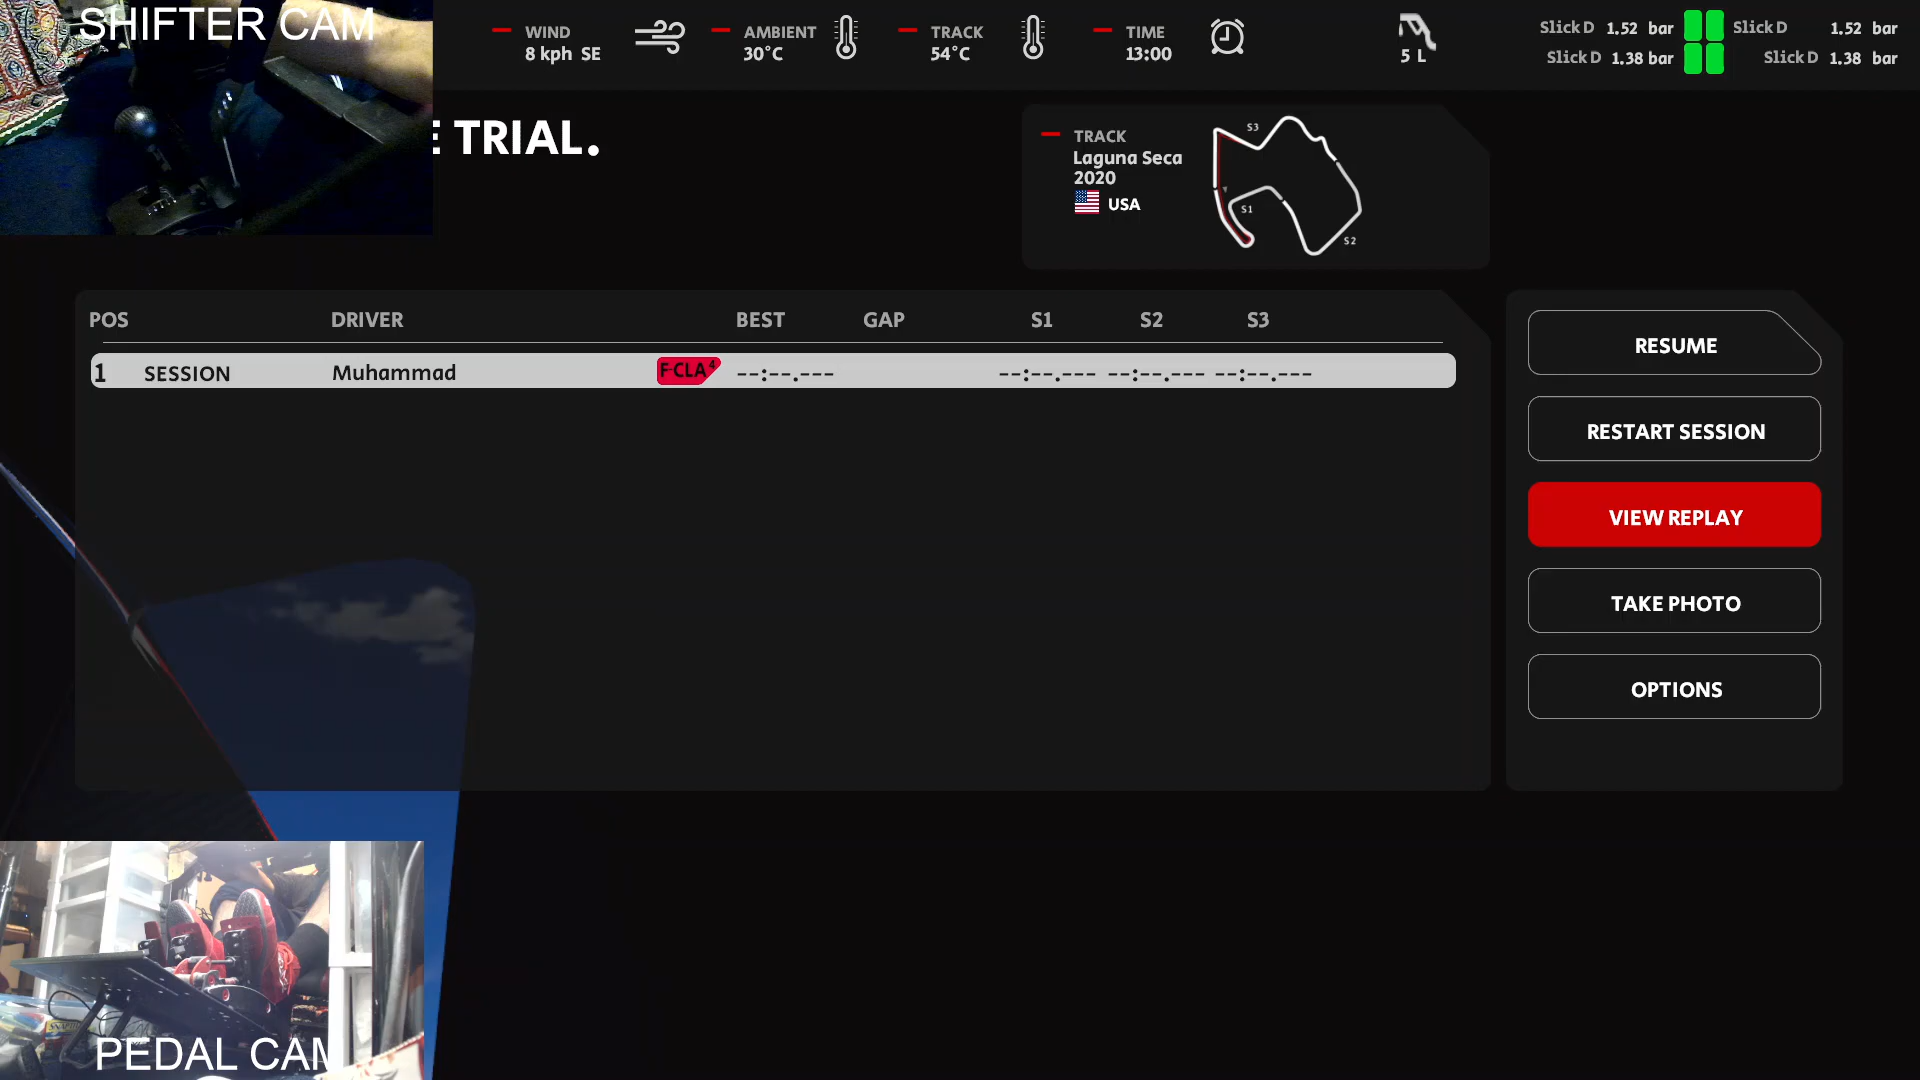 SHIFTER CAM
WIND
8 kph SE
AMBIENT
30°C
TRACK
54°C
TIME
13:00
5 L
Slick D 1.52 bar
Slick D 1.52 bar
Slick D 1.38 bar
Slick D 1.38 bar
E TRIAL.
TRACK
Laguna Seca
2020
USA
S3
S1
S2
POS DRIVER BEST GAP S1 S2 S3
1 SESSION Muhammad F-CLA4 --:--.--- --:--.--- --:--.--- --:--.---
RESUME
RESTART SESSION
VIEW REPLAY
TAKE PHOTO
OPTIONS
PEDAL CAM